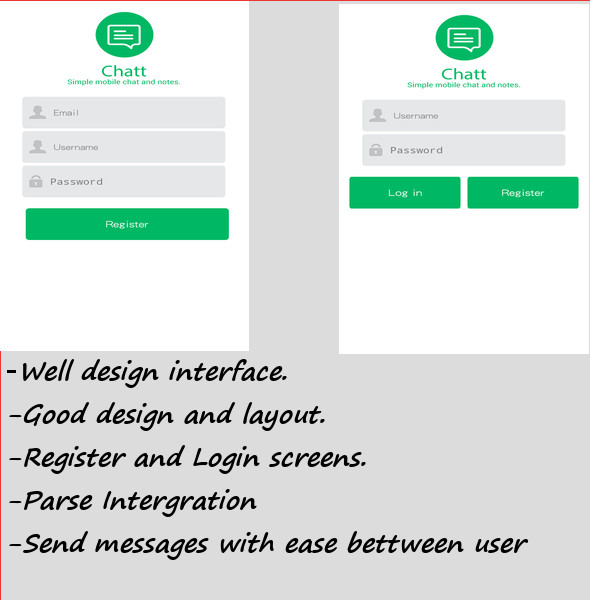 Chatt
Simple mobile chat and notes.
Email
Username
Password
Register
Chatt
Simple mobile chat and notes.
Username
Password
Log in
Register
-Well design interface.
-Good design and layout.
-Register and Login screens.
-Parse Intergration
-Send messages with ease bettween user